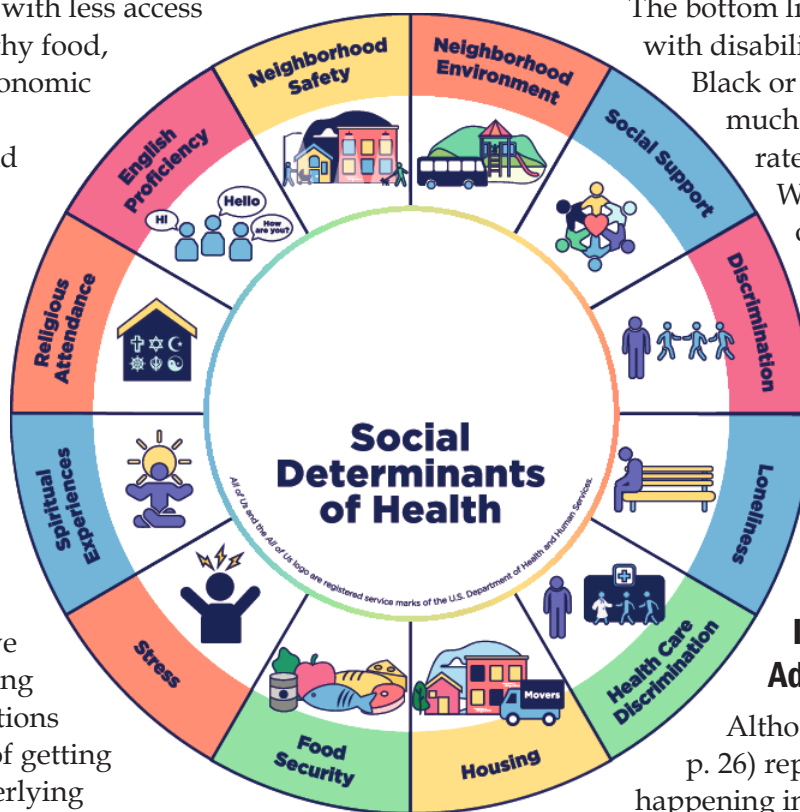 with less access
hy food,
onomic
d
The bottom li
with disabili
Black or
much
rate
W
Neighborhood
Safety
Neighborhood
Environment
Social Support
Discrimination
Loneliness
Health Care
Discrimination
Housing
Movers
Food
Security
Stress
Spiritual
Experiences
Religious
Attendance
English
Proficiency
Hi
Hello
How
are you?
Social
Determinants
of Health
All of Us and the All of Us logo are registered service marks of the U.S. Department of Health and Human Services.
ve
ng
tions
of getting
erlying
Ad
Altho
p. 26) rep
happening in